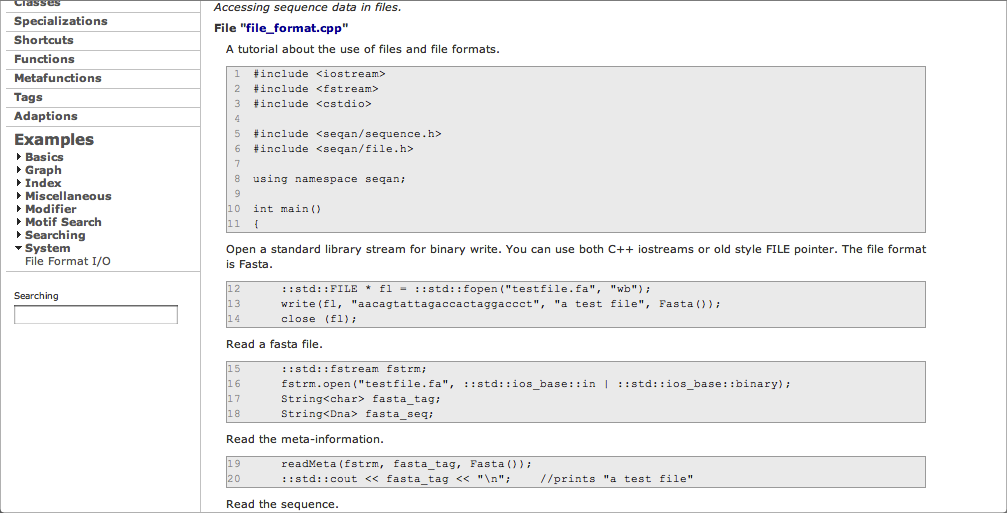 Classes
Specializations
Shortcuts
Functions
Metafunctions
Tags
Adaptions
Examples
Basics
Graph
Index
Miscellaneous
Modifier
Motif Search
Searching
System
File Format I/O
Searching
Accessing sequence data in files.
File "file_format.cpp"
A tutorial about the use of files and file formats.
1 #include <iostream>
2 #include <fstream>
3 #include <cstdio>
4
5 #include <seqan/sequence.h>
6 #include <seqan/file.h>
7
8 using namespace seqan;
9
10 int main()
11 {
Open a standard library stream for binary write. You can use both C++ iostreams or old style FILE pointer. The file format
is Fasta.
12 ::std::FILE * fl = ::std::fopen("testfile.fa", "wb");
13 write(fl, "aacagtattagaccactaggaccct", "a test file", Fasta());
14 close (fl);
Read a fasta file.
15 ::std::fstream fstrm;
16 fstrm.open("testfile.fa", ::std::ios_base::in | ::std::ios_base::binary);
17 String<char> fasta_tag;
18 String<Dna> fasta_seq;
Read the meta-information.
19 readMeta(fstrm, fasta_tag, Fasta());
20 ::std::cout << fasta_tag << "\n"; //prints "a test file"
Read the sequence.